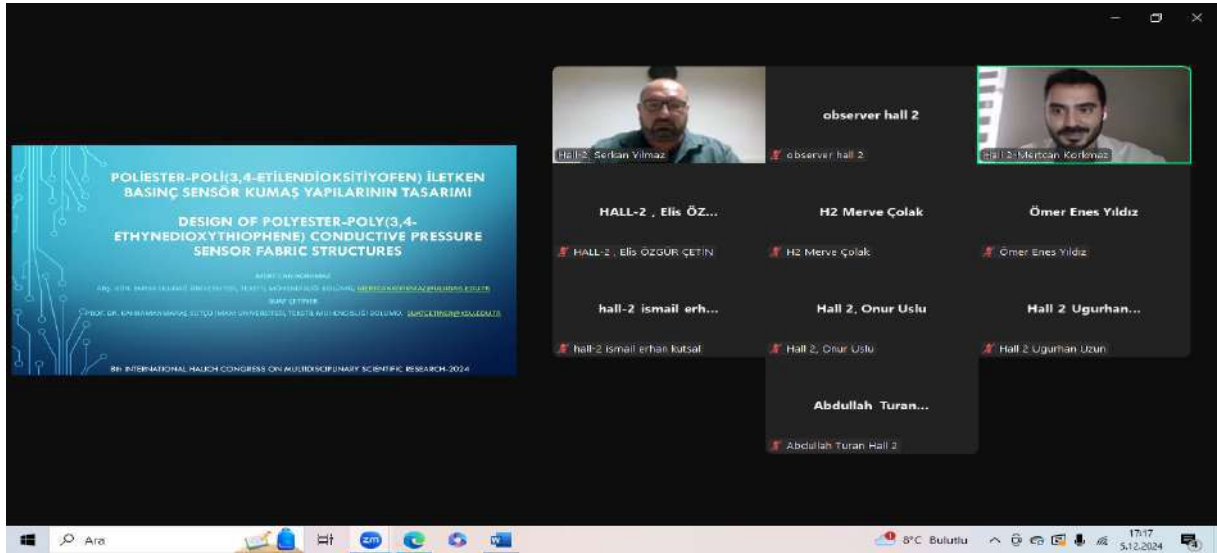 POLİESTER-POLİ(3,4-ETİLENDİOKSİTİYOFEN) İLETKEN
BASINÇ SENSÖR KUMAŞ YAPILARININ TASARIMI
DESIGN OF POLYESTER-POLY(3,4-
ETHYNEDIOXYTHIOPHENE) CONDUCTIVE PRESSURE
SENSOR FABRIC STRUCTURES
8th INTERNATIONAL HALICH CONGRESS ON MULTIDISCIPLINARY SCIENTIFIC RESEARCH-2024
Hall-2, Serkan Yılmaz
observer hall 2
observer hall 2
Hall 2-Mertcan Korkmaz
HALL-2 , Elis ÖZ...
HALL-2 , Elis ÖZGÜR ÇETİN
H2 Merve Çolak
H2 Merve Çolak
Ömer Enes Yıldız
Ömer Enes Yıldız
hall-2 ismail erh...
hall-2 ismail erhan kutsal
Hall 2, Onur Uslu
Hall 2, Onur Uslu
Hall 2 Ugurhan...
Hall 2 Ugurhan Uzun
Abdullah Turan...
Abdullah Turan Hall 2
Ara
zm
8°C Bulutlu
17:17
5.12.2024